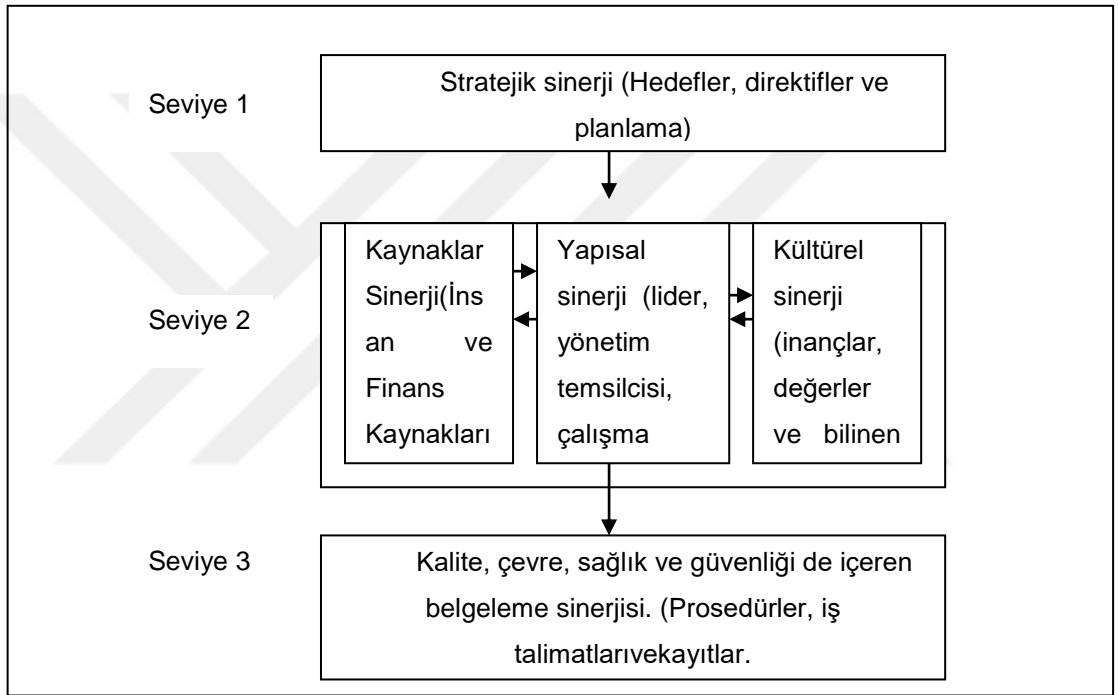 Seviye 1
Stratejik sinerji (Hedefler, direktifler ve
planlama)
Seviye 2
Kaynaklar
Sinerji(İns
an ve
Finans
Kaynakları
Yapısal
sinerji (lider,
yönetim
temsilcisi,
çalışma
Kültürel
sinerji
(inançlar,
değerler
ve bilinen
Seviye 3
Kalite, çevre, sağlık ve güvenliği de içeren
belgeleme sinerjisi. (Prosedürler, iş
talimatlarıvekayıtlar.